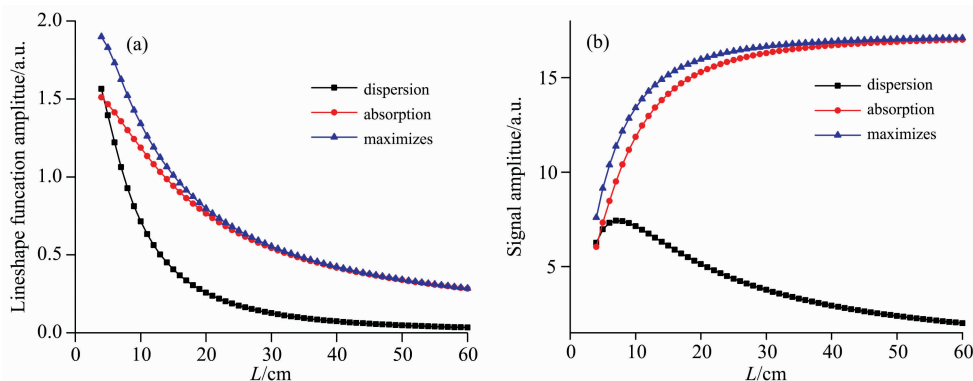 (a)
dispersion
absorption
maximizes
Lineshape funcation amplitue/a.u.
2.0
1.5
1.0
0.5
0.0
0 10 20 30 40 50 60
L/cm
(b)
dispersion
absorption
maximizes
Signal amplitue/a.u.
15
10
5
0 10 20 30 40 50 60
L/cm